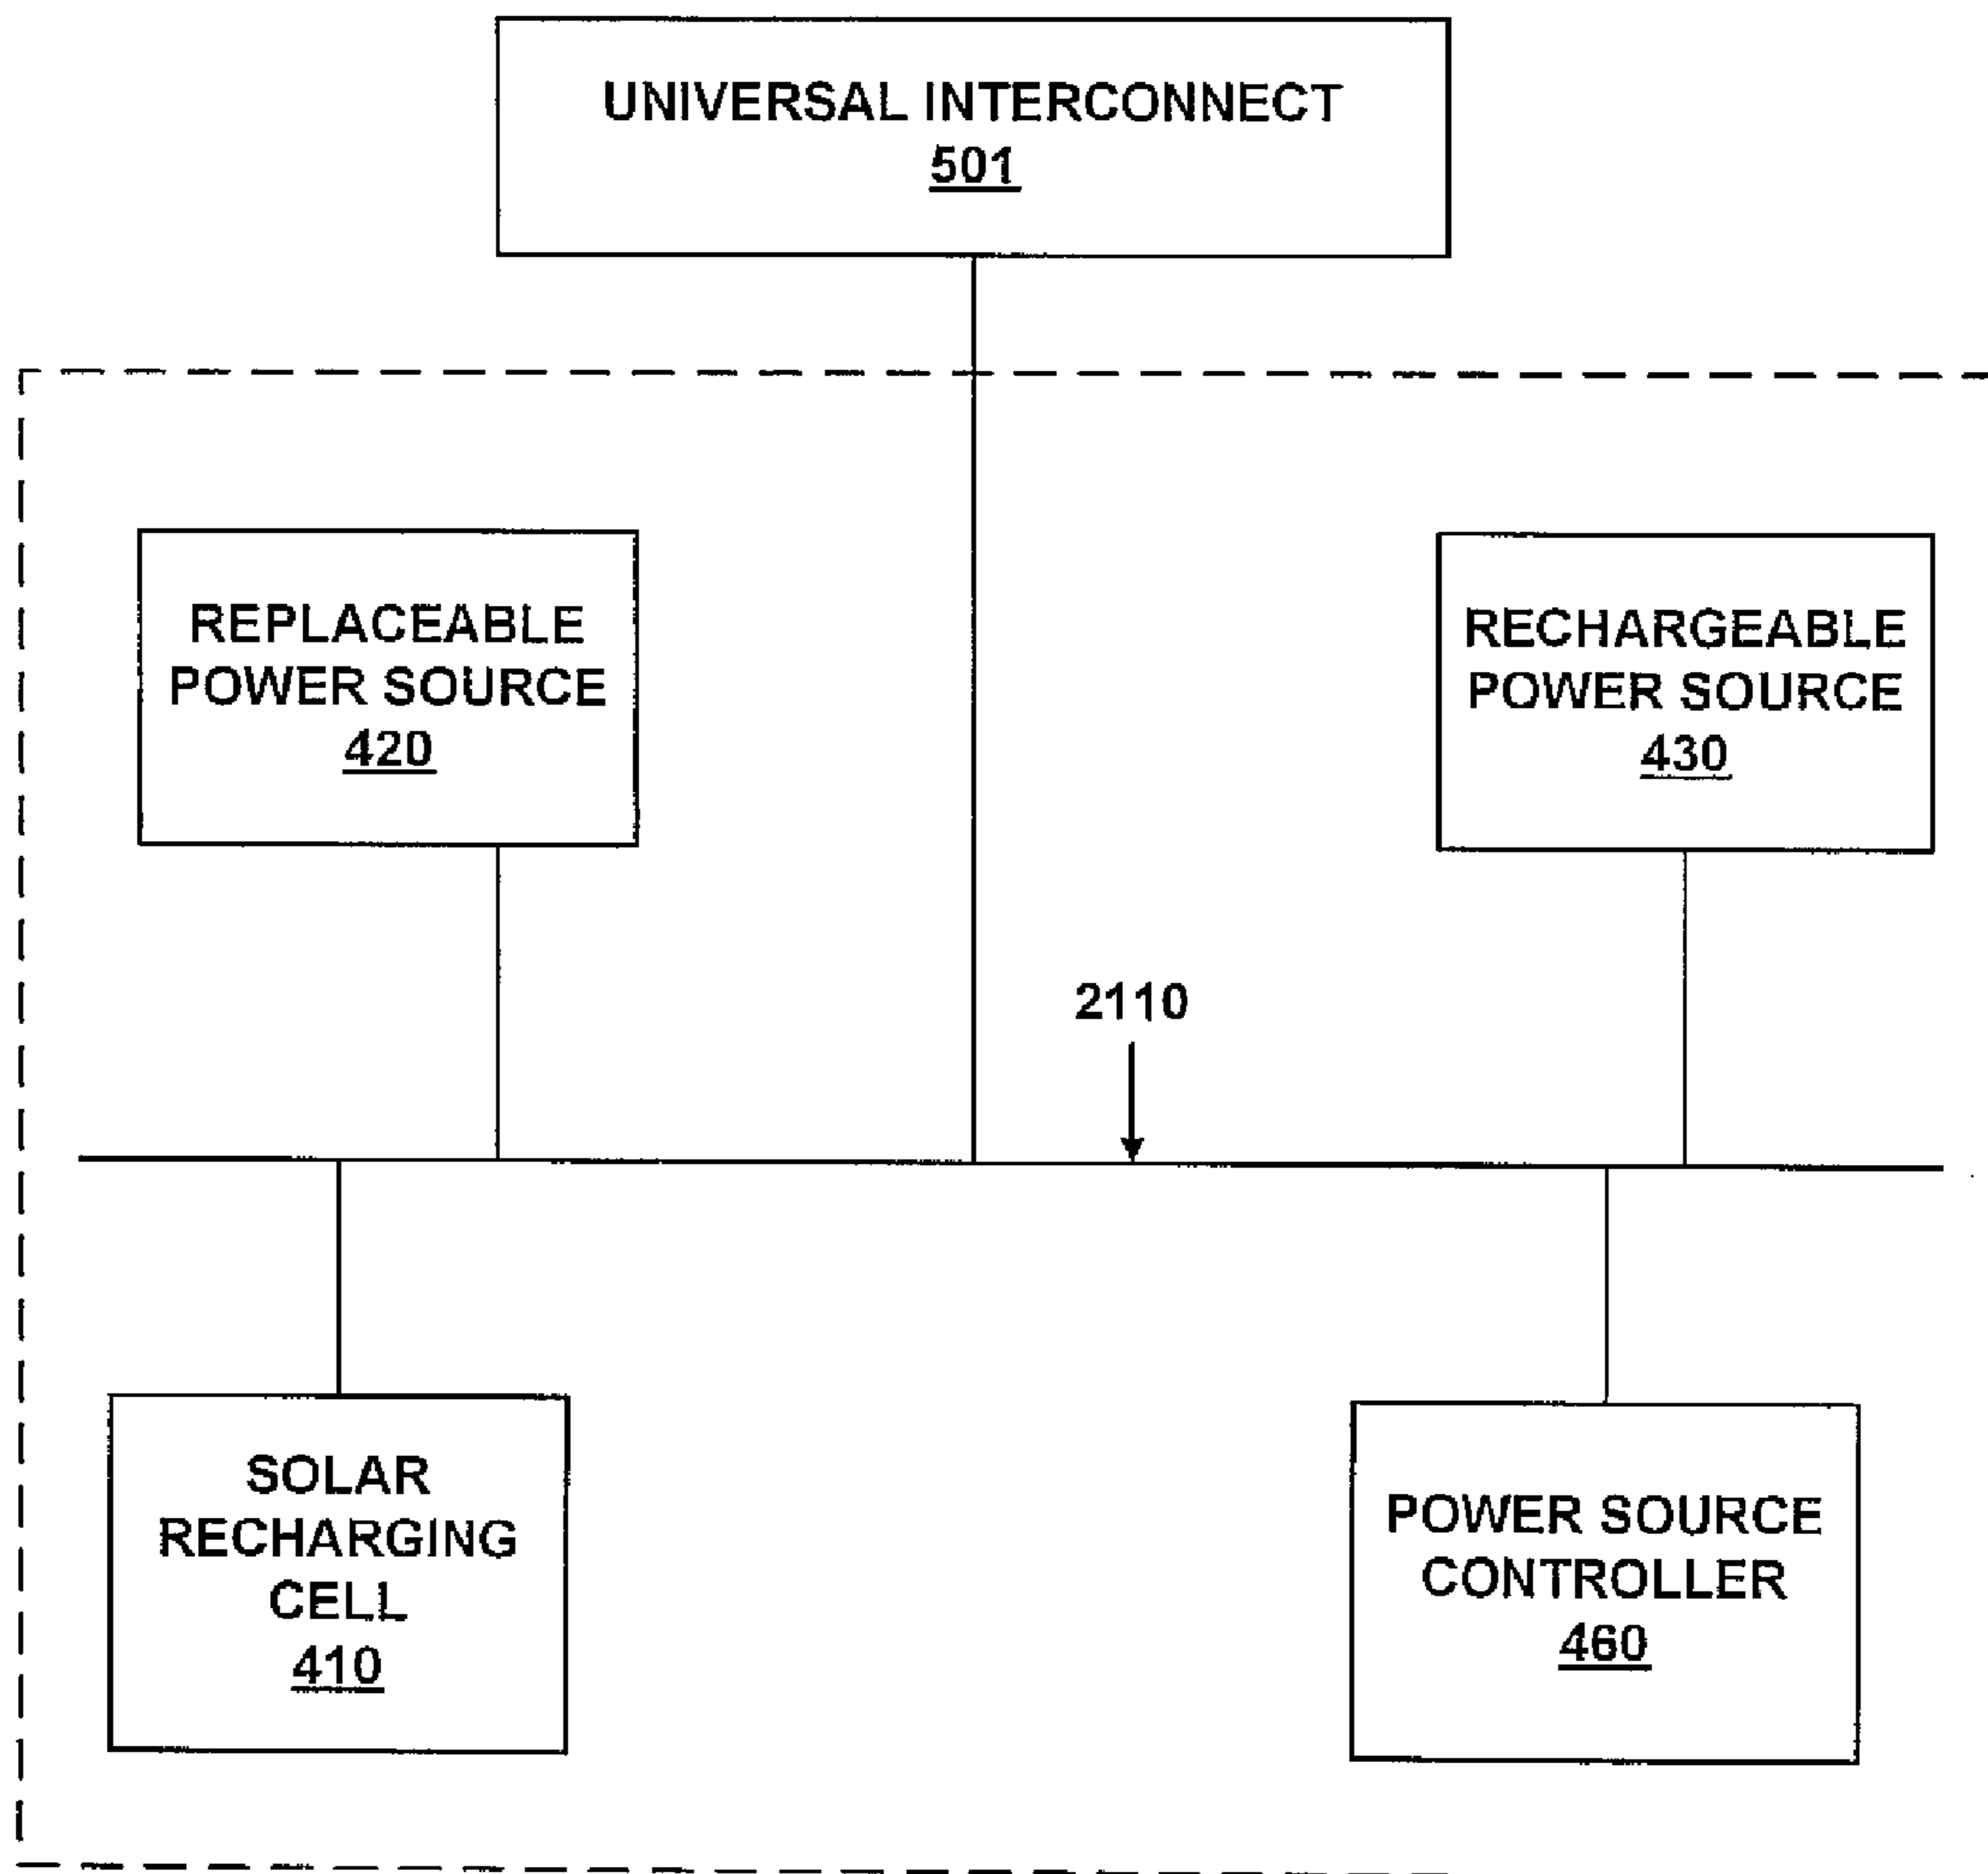 UNIVERSAL INTERCONNECT
501
REPLACEABLE
POWER SOURCE
420
RECHARGEABLE
POWER SOURCE
430
2110
SOLAR
RECHARGING
CELL
410
POWER SOURCE
CONTROLLER
460